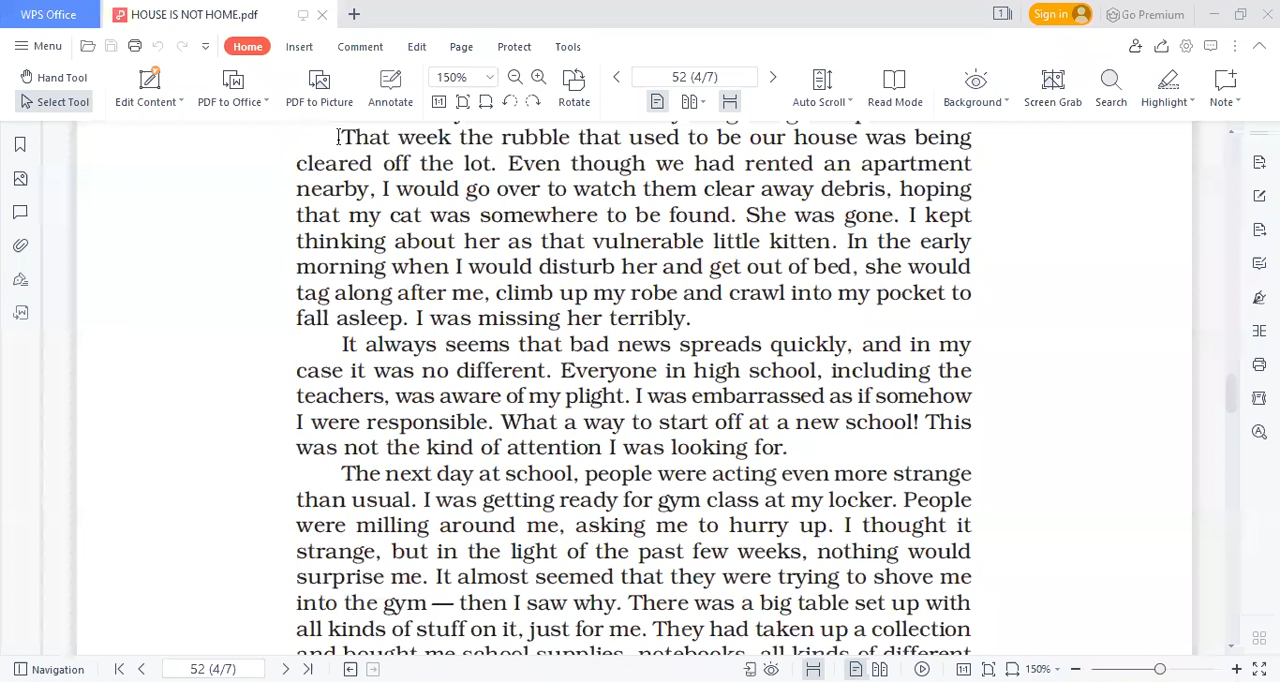 WPS Office
HOUSE IS NOT HOME.pdf
1
Sign in
Go Premium
Menu
Home
Insert
Comment
Edit
Page
Protect
Tools
Hand Tool
Select Tool
Edit Content
PDF to Office
PDF to Picture
Annotate
150%
52 (4/7)
Rotate
Auto Scroll
Read Mode
Background
Screen Grab
Search
Highlight
Note
That week the rubble that used to be our house was being
cleared off the lot. Even though we had rented an apartment
nearby, I would go over to watch them clear away debris, hoping
that my cat was somewhere to be found. She was gone. I kept
thinking about her as that vulnerable little kitten. In the early
morning when I would disturb her and get out of bed, she would
tag along after me, climb up my robe and crawl into my pocket to
fall asleep. I was missing her terribly.
It always seems that bad news spreads quickly, and in my
case it was no different. Everyone in high school, including the
teachers, was aware of my plight. I was embarrassed as if somehow
I were responsible. What a way to start off at a new school! This
was not the kind of attention I was looking for.
The next day at school, people were acting even more strange
than usual. I was getting ready for gym class at my locker. People
were milling around me, asking me to hurry up. I thought it
strange, but in the light of the past few weeks, nothing would
surprise me. It almost seemed that they were trying to shove me
into the gym — then I saw why. There was a big table set up with
all kinds of stuff on it, just for me. They had taken up a collection
and bought me school supplies, notebooks, all kinds of different
Navigation
52 (4/7)
150%